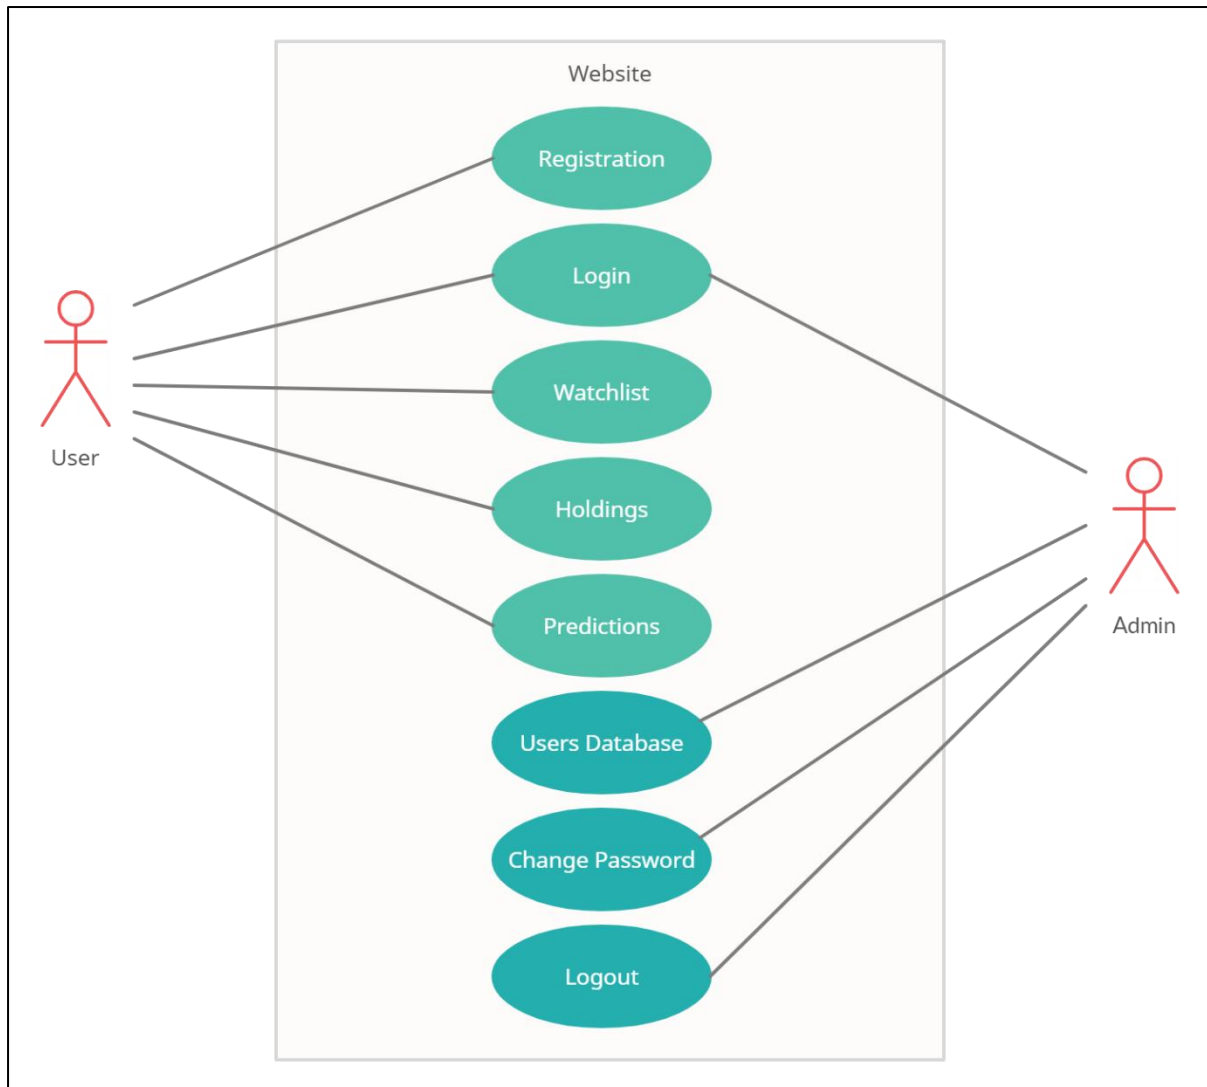 Website
Registration
Login
Watchlist
Holdings
Predictions
Users Database
Change Password
Logout
User
Admin